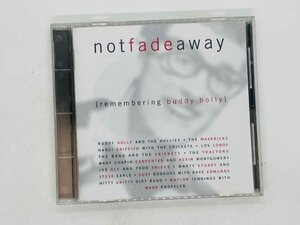 notfadeaway
{remembering buddy holly}
BUDDY HOLLY AND THE HOLLIES • THE MAVERICKS
NANCI GRIFFITH WITH THE CRICKETS • LOS LOBOS
THE BAND AND THE CRICKETS • THE TRACTORS
MARY CHAPIN CARPENTER AND KEVIN MONTGOMERY
JOE ELY AND TODD SNIDER • MARTY STUART AND
STEVE EARLE • SUZY BOGGUSS WITH DAVE EDMUNDS
NITTY GRITTY DIRT BAND • WAYLON JENNINGS WITH
MARK KNOPFLER